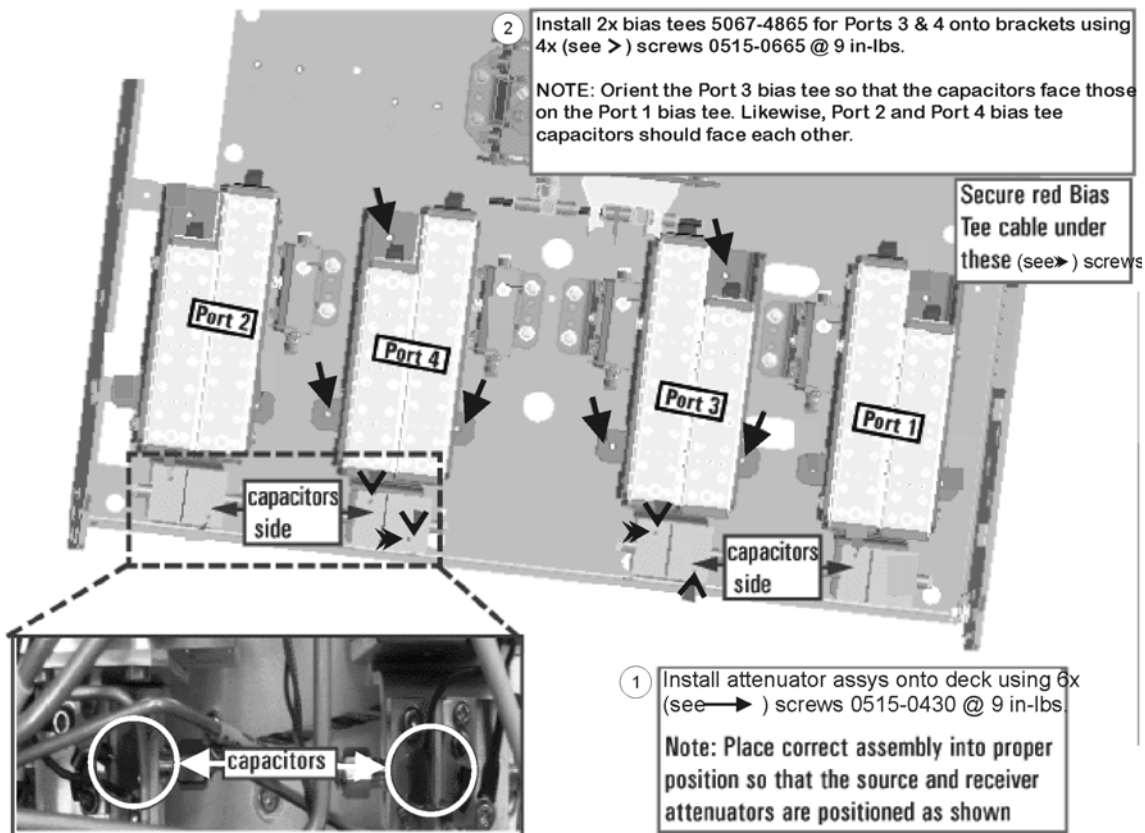 2
Install 2x bias tees 5067-4865 for Ports 3 & 4 onto brackets using
4x (see > ) screws 0515-0665 @ 9 in-lbs.
NOTE: Orient the Port 3 bias tee so that the capacitors face those
on the Port 1 bias tee. Likewise, Port 2 and Port 4 bias tee
capacitors should face each other.
Secure red Bias
Tee cable under
these (see➤ ) screws
Port 2
Port 4
Port 3
Port 1
capacitors
side
capacitors
side
capacitors
1
Install attenuator assys onto deck using 6x
(see ) screws 0515-0430 @ 9 in-lbs.
Note: Place correct assembly into proper
position so that the source and receiver
attenuators are positioned as shown